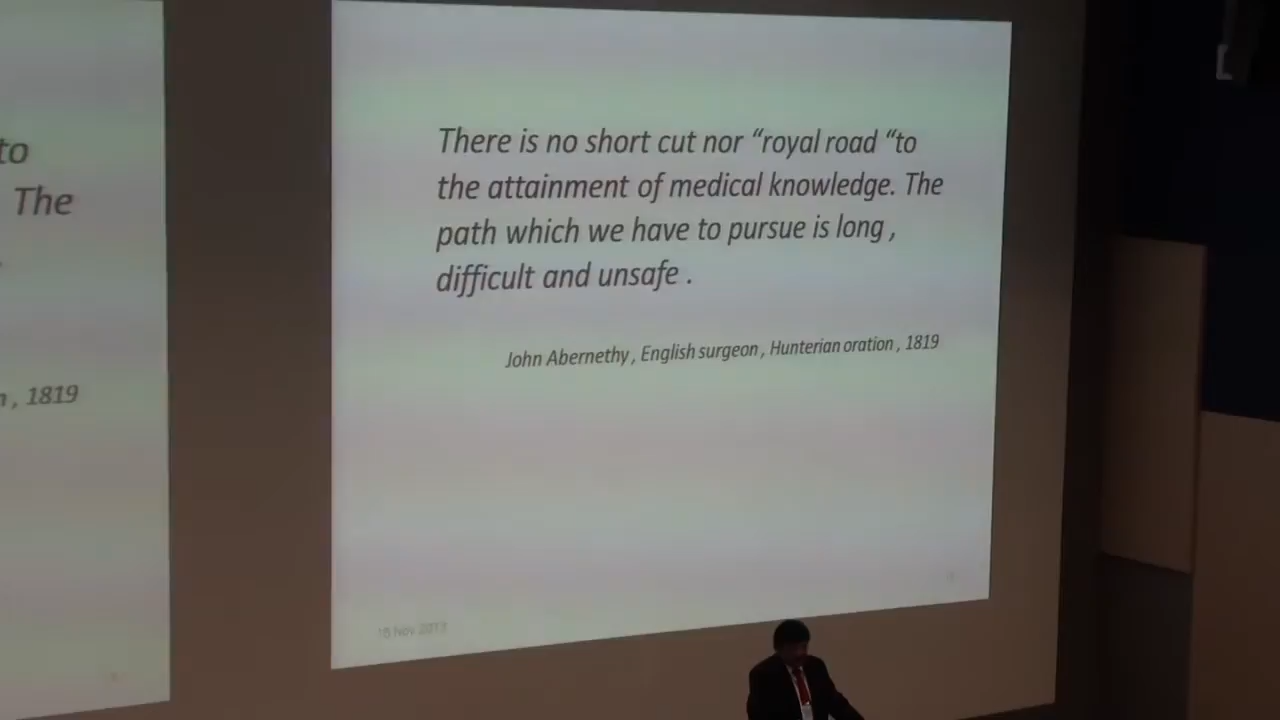 to
The
n , 1819
There is no short cut nor “royal road “to
the attainment of medical knowledge. The
path which we have to pursue is long ,
difficult and unsafe .
John Abernethy , English surgeon , Hunterian oration , 1819